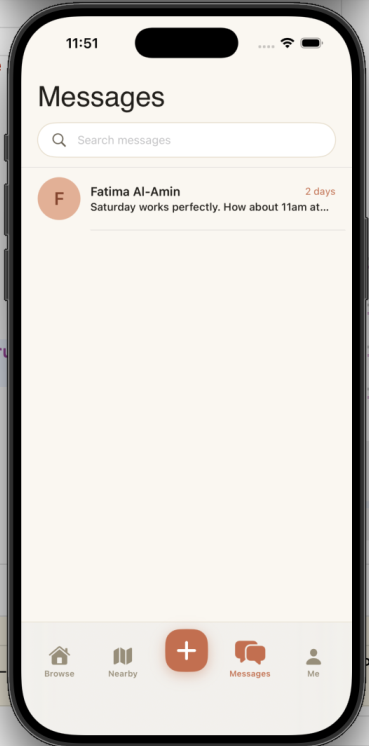 11:51
Messages
Search messages
F
Fatima Al-Amin
2 days
Saturday works perfectly. How about 11am at...
Browse
Nearby
Messages
Me